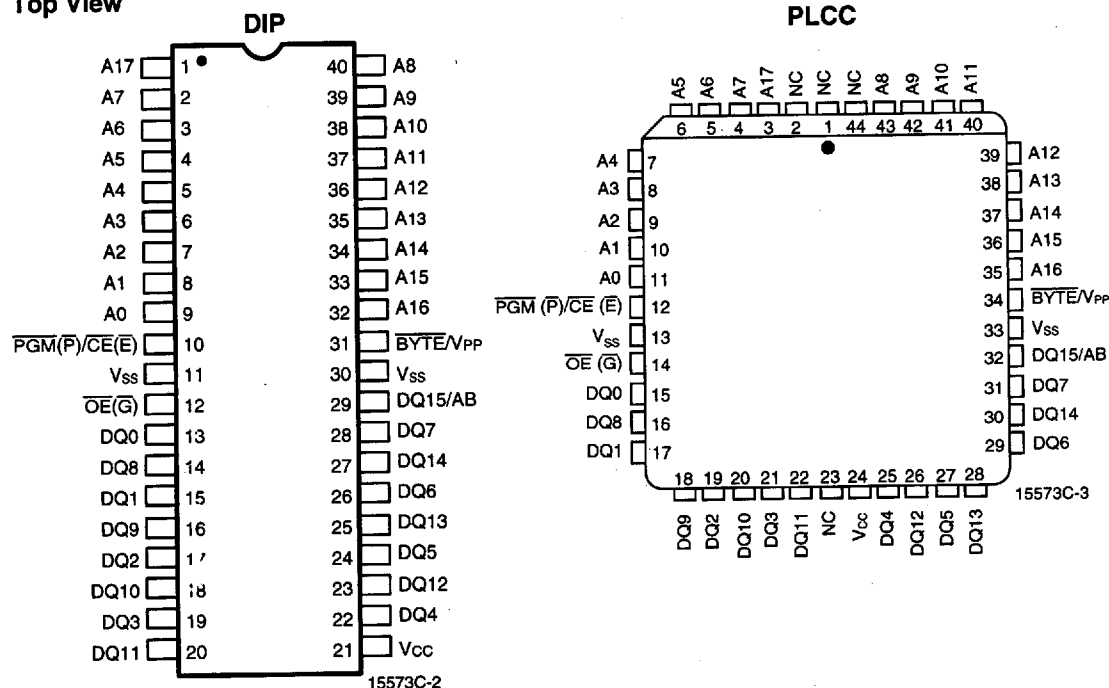 Top View
DIP
A17 1 40 A8
A7 2 39 A9
A6 3 38 A10
A5 4 37 A11
A4 5 36 A12
A3 6 35 A13
A2 7 34 A14
A1 8 33 A15
A0 9 32 A16
PGM(P)/CE(E) 10 31 BYTE/VPP
VSS 11 30 VSS
OE(G) 12 29 DQ15/AB
DQ0 13 28 DQ7
DQ8 14 27 DQ14
DQ1 15 26 DQ6
DQ9 16 25 DQ13
DQ2 17 24 DQ5
DQ10 18 23 DQ12
DQ3 19 22 DQ4
DQ11 20 21 VCC
15573C-2
PLCC
A5 A6 A7 A17 NC NC NC A8 A9 A10 A11
6 5 4 3 2 1 44 43 42 41 40
A4 7 39 A12
A3 8 38 A13
A2 9 37 A14
A1 10 36 A15
A0 11 35 A16
PGM (P)/CE (E) 12 34 BYTE/VPP
VSS 13 33 VSS
OE (G) 14 32 DQ15/AB
DQ0 15 31 DQ7
DQ8 16 30 DQ14
DQ1 17 29 DQ6
18 19 20 21 22 23 24 25 26 27 28
DQ9 DQ2 DQ10 DQ3 DQ11 NC VCC DQ4 DQ12 DQ5 DQ13
15573C-3